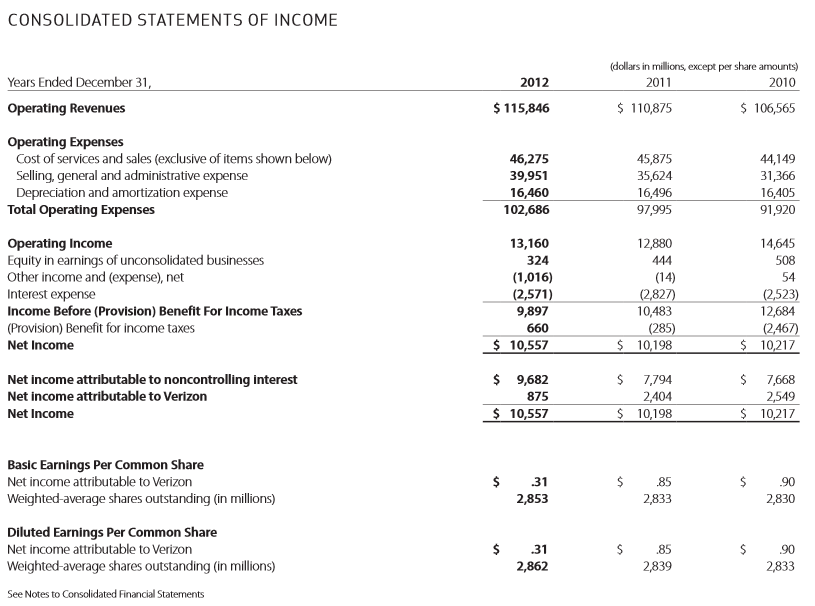 CONSOLIDATED STATEMENTS OF INCOME
(dollars in millions, except per share amounts)
Years Ended December 31, 2012 2011 2010
Operating Revenues $ 115,846 $ 110,875 $ 106,565
Operating Expenses
Cost of services and sales (exclusive of items shown below) 46,275 45,875 44,149
Selling, general and administrative expense 39,951 35,624 31,366
Depreciation and amortization expense 16,460 16,496 16,405
Total Operating Expenses 102,686 97,995 91,920
Operating Income 13,160 12,880 14,645
Equity in earnings of unconsolidated businesses 324 444 508
Other income and (expense), net (1,016) (14) 54
Interest expense (2,571) (2,827) (2,523)
Income Before (Provision) Benefit For Income Taxes 9,897 10,483 12,684
(Provision) Benefit for income taxes 660 (285) (2,467)
Net Income $ 10,557 $ 10,198 $ 10,217
Net income attributable to noncontrolling interest $ 9,682 $ 7,794 $ 7,668
Net income attributable to Verizon 875 2,404 2,549
Net Income $ 10,557 $ 10,198 $ 10,217
Basic Earnings Per Common Share
Net income attributable to Verizon $ .31 $ .85 $ .90
Weighted-average shares outstanding (in millions) 2,853 2,833 2,830
Diluted Earnings Per Common Share
Net income attributable to Verizon $ .31 $ .85 $ .90
Weighted-average shares outstanding (in millions) 2,862 2,839 2,833
See Notes to Consolidated Financial Statements